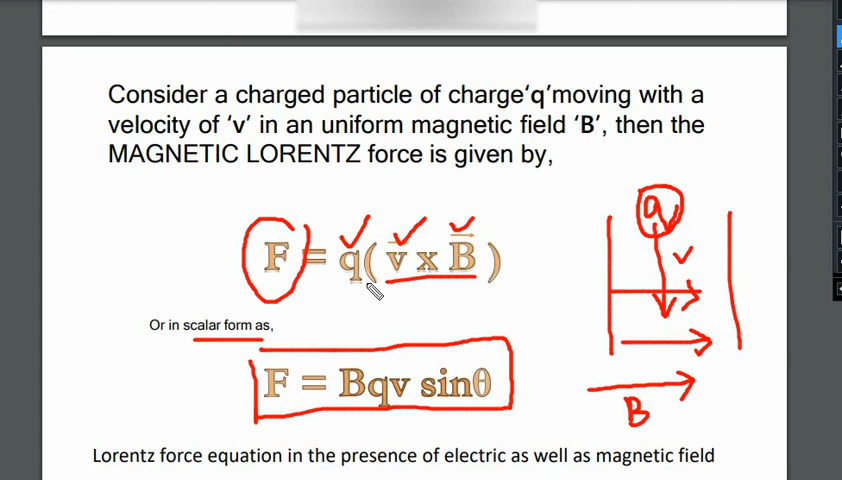 Consider a charged particle of charge‘q’moving with a
velocity of ‘v’ in an uniform magnetic field ‘B’, then the
MAGNETIC LORENTZ force is given by,
F = q( v x B )
q
v
Or in scalar form as,
F = Bqv sinθ
B
Lorentz force equation in the presence of electric as well as magnetic field